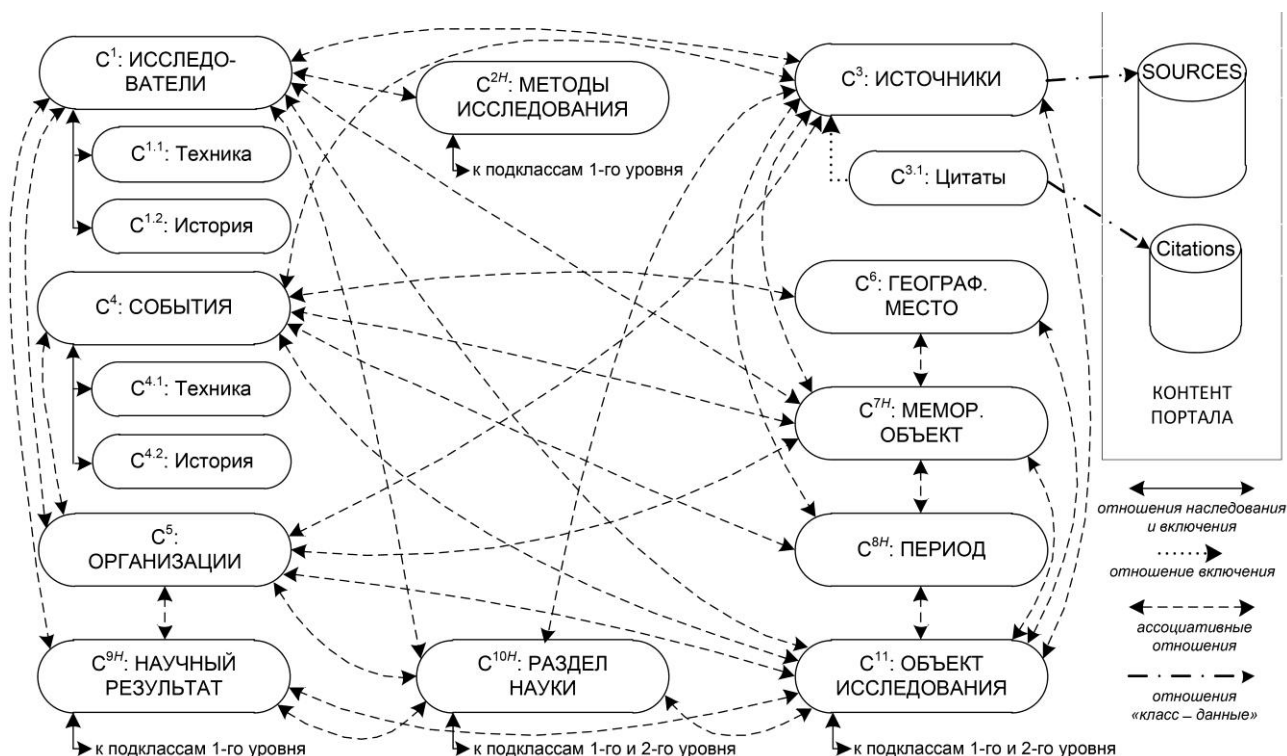 C1: ИССЛЕДО-
ВАТЕЛИ
C1.1: Техника
C1.2: История
C2H: МЕТОДЫ
ИССЛЕДОВАНИЯ
к подклассам 1-го уровня
C3: ИСТОЧНИКИ
C3.1: Цитаты
SOURCES
Citations
КОНТЕНТ
ПОРТАЛА
C4: СОБЫТИЯ
C4.1: Техника
C4.2: История
C6: ГЕОГРАФ.
МЕСТО
C7H: МЕМОР.
ОБЪЕКТ
C5:
ОРГАНИЗАЦИИ
C8H: ПЕРИОД
C9H: НАУЧНЫЙ
РЕЗУЛЬТАТ
к подклассам 1-го уровня
C10H: РАЗДЕЛ
НАУКИ
к подклассам 1-го и 2-го уровня
C11: ОБЪЕКТ
ИССЛЕДОВАНИЯ
к подклассам 1-го и 2-го уровня
отношения наследования
и включения
отношение включения
ассоциативные
отношения
отношения
«класс – данные»